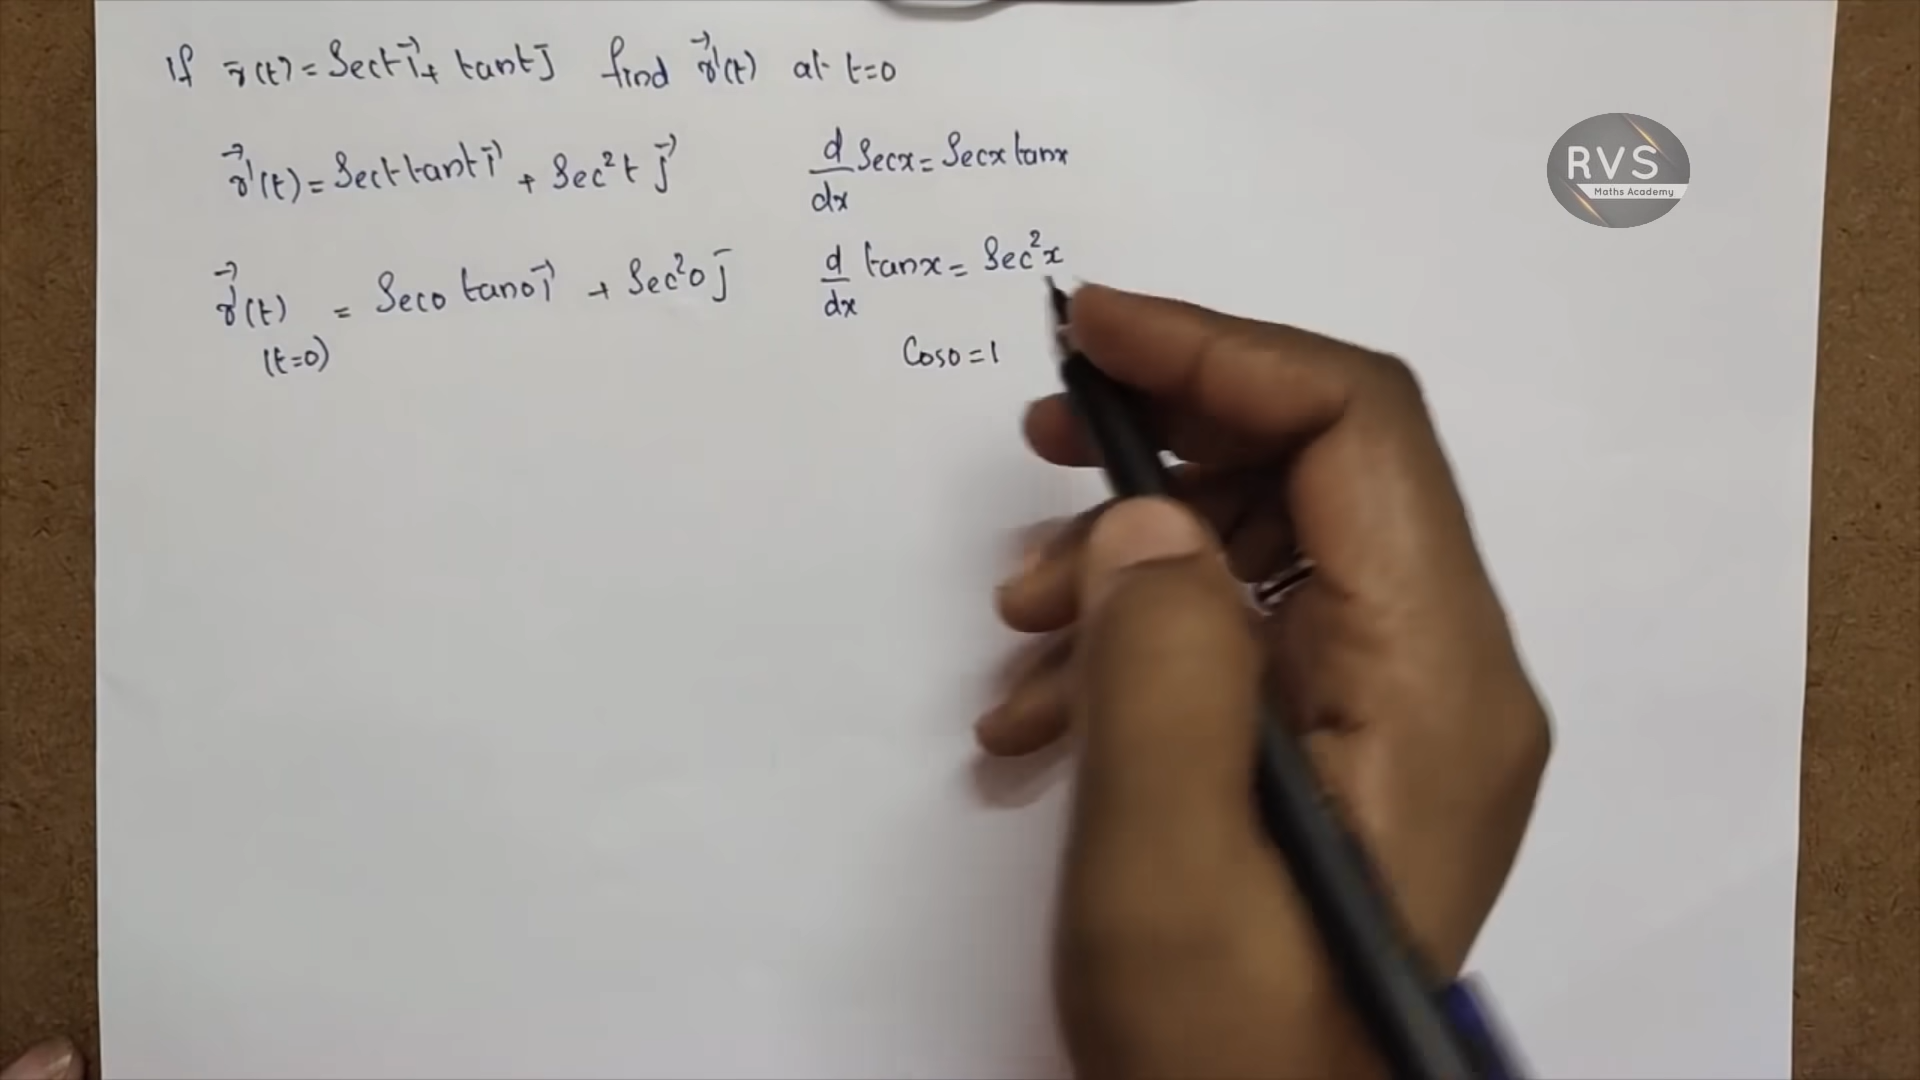 If r̄(t) = Sect i⃗ + tant j̄ find r⃗'(t) at t=0
r⃗'(t) = Sect tant i⃗ + Sec²t j⃗
d/dx Secx = Secx tanx
r⃗'(t) = Sec0 tan0 i⃗ + Sec²0 j̄
(t=0)
d/dx tanx = Sec²x
Cos0 = 1
RVS
Maths Academy